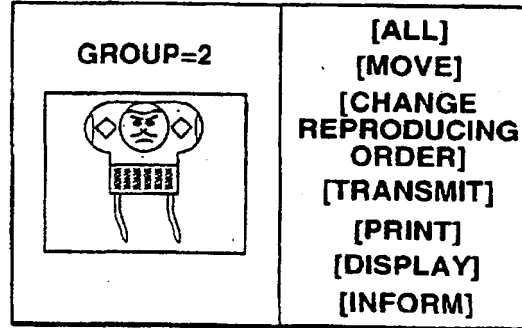 GROUP=2
[ALL]
[MOVE]
[CHANGE
REPRODUCING
ORDER]
[TRANSMIT]
[PRINT]
[DISPLAY]
[INFORM]